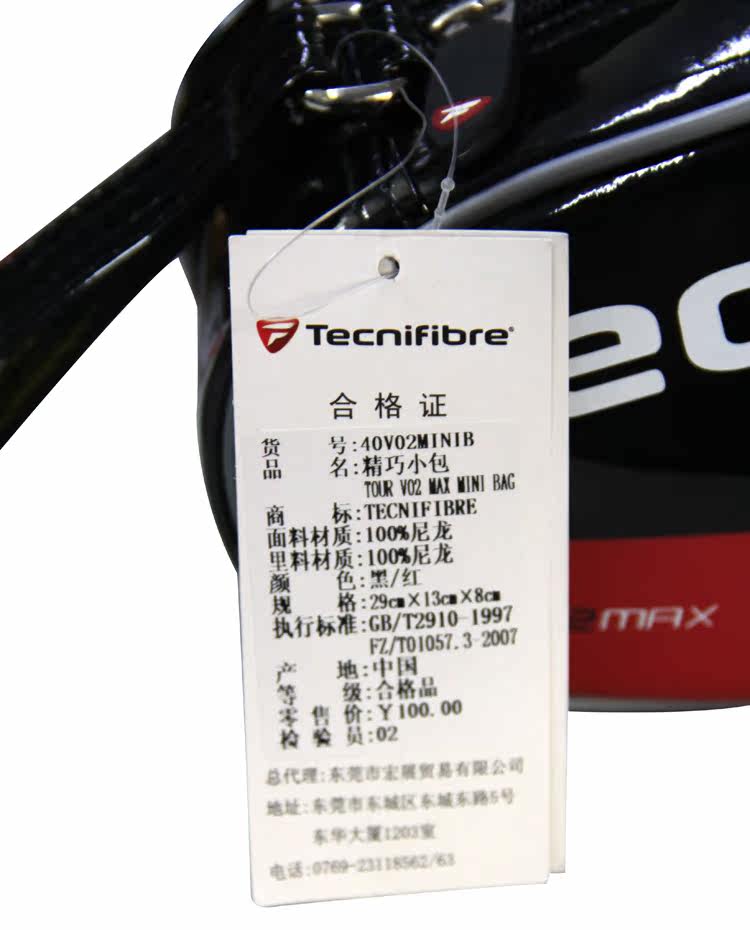 Tecnifibre
合格证
货号:40V02MINIB
品名:精巧小包
TOUR V02 MAX MINI BAG
商标:TECNIFIBRE
面料材质:100%尼龙
里料材质:100%尼龙
颜色:黑/红
规格:29cm×13cm×8cm
执行标准:GB/T2910-1997
FZ/T01057.3-2007
产地:中国
等级:合格品
零售价:¥100.00
检验员:02
总代理:东莞市宏展贸易有限公司
地址:东莞市东城区东城东路5号
东华大厦1203室
电话:0769-23118562/63
eC
2MAX